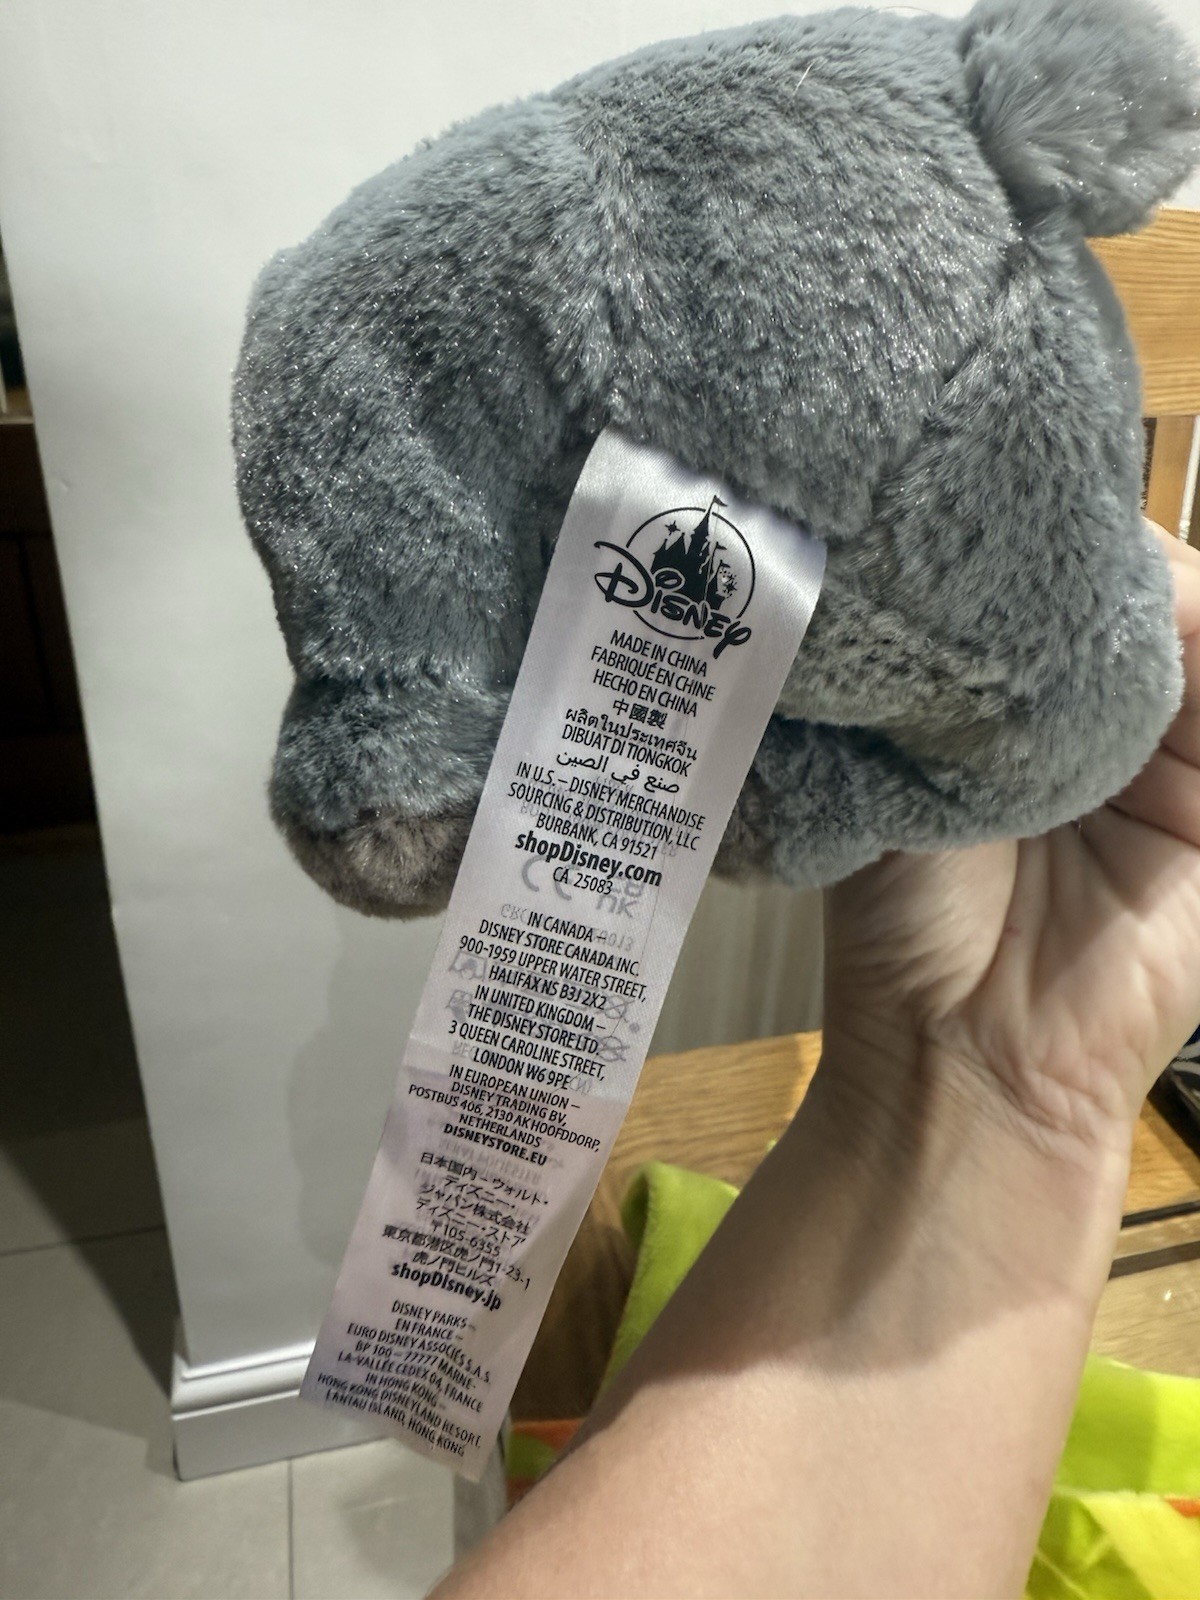 DISNEY
MADE IN CHINA
FABRIQUÉ EN CHINE
HECHO EN CHINA
中國製
ผลิตในประเทศจีน
DIBUAT DI TIONGKOK
صنع في الصين
IN U.S. – DISNEY MERCHANDISE
SOURCING & DISTRIBUTION, LLC
BURBANK, CA 91521
shopDisney.com
CA 25083
IN CANADA –
DISNEY STORE CANADA INC.
900-1959 UPPER WATER STREET,
HALIFAX NS B3J 2X2
IN UNITED KINGDOM –
THE DISNEY STORE LTD.
3 QUEEN CAROLINE STREET,
LONDON W6 9PE
IN EUROPEAN UNION –
DISNEY TRADING BV,
POSTBUS 406, 2130 AK HOOFDDORP,
NETHERLANDS
DISNEYSTORE.EU
日本国内－ウォルト・
ディズニー・
ジャパン株式会社
ディズニー・ストア
〒105-6355
東京都港区虎ノ門1-23-1
虎ノ門ヒルズ
shopDisney.jp
DISNEY PARKS –
EN FRANCE –
EURO DISNEY ASSOCIÉS S.A.S.
BP 100 – 77777 MARNE-
LA-VALLÉE CEDEX 04, FRANCE
IN HONG KONG –
HONG KONG DISNEYLAND RESORT,
LANTAU ISLAND, HONG KONG